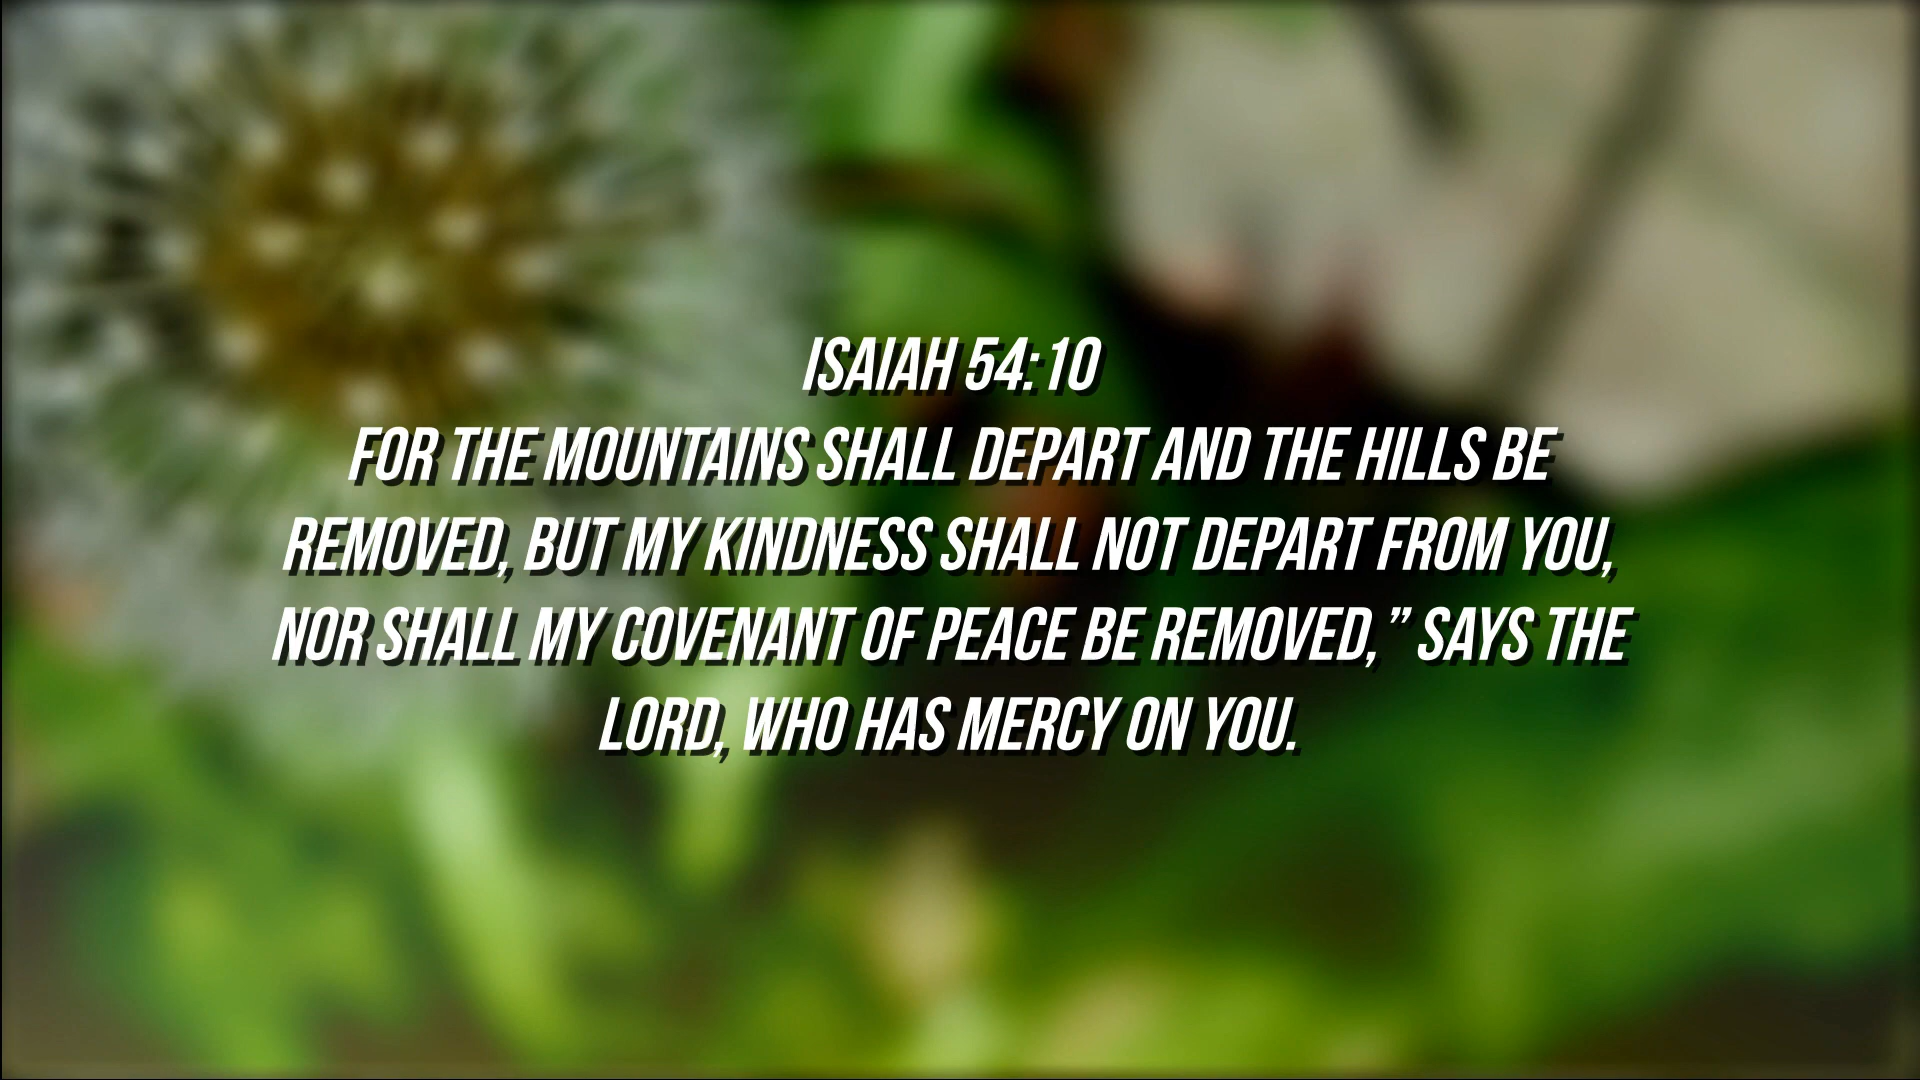 ISAIAH 54:10
FOR THE MOUNTAINS SHALL DEPART AND THE HILLS BE
REMOVED, BUT MY KINDNESS SHALL NOT DEPART FROM YOU,
NOR SHALL MY COVENANT OF PEACE BE REMOVED,” SAYS THE
LORD, WHO HAS MERCY ON YOU.